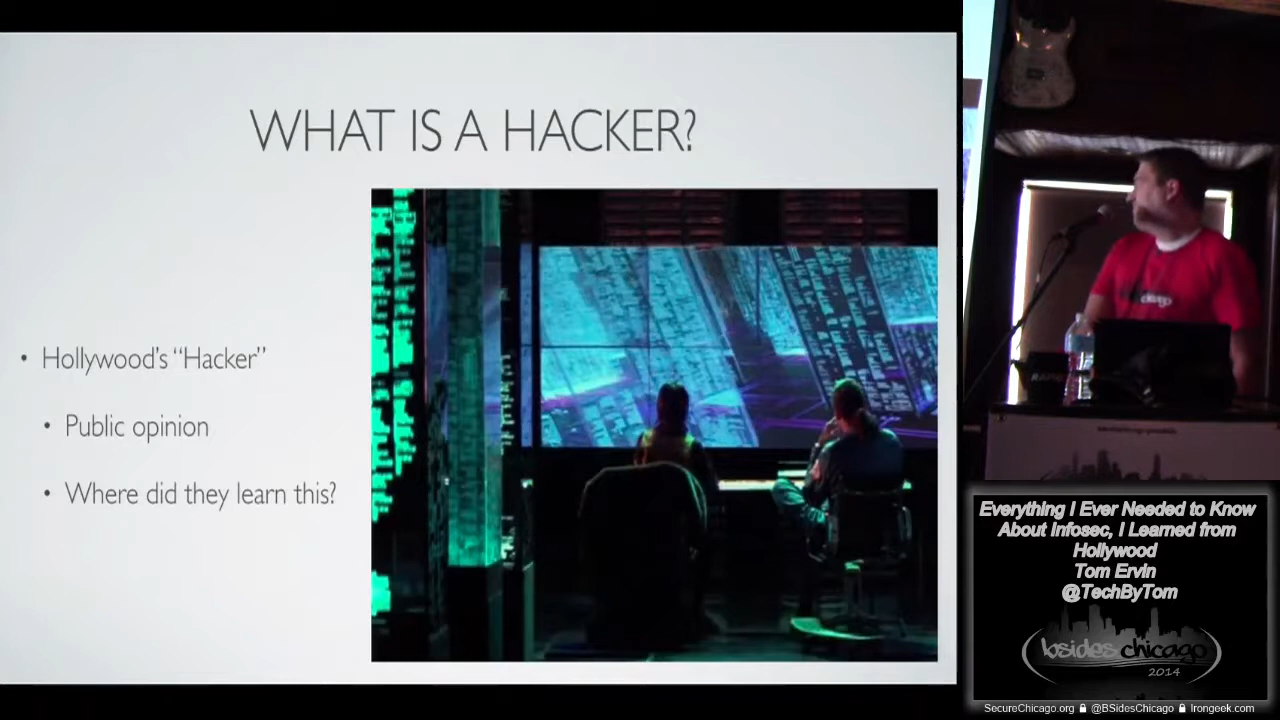 WHAT IS A HACKER?
• Hollywood's “Hacker”
• Public opinion
• Where did they learn this?
chicago
Everything I Ever Needed to Know
About Infosec, I Learned from
Hollywood
Tom Ervin
@TechByTom
bsides chicago
2014
SecureChicago.org @BSidesChicago Irongeek.com